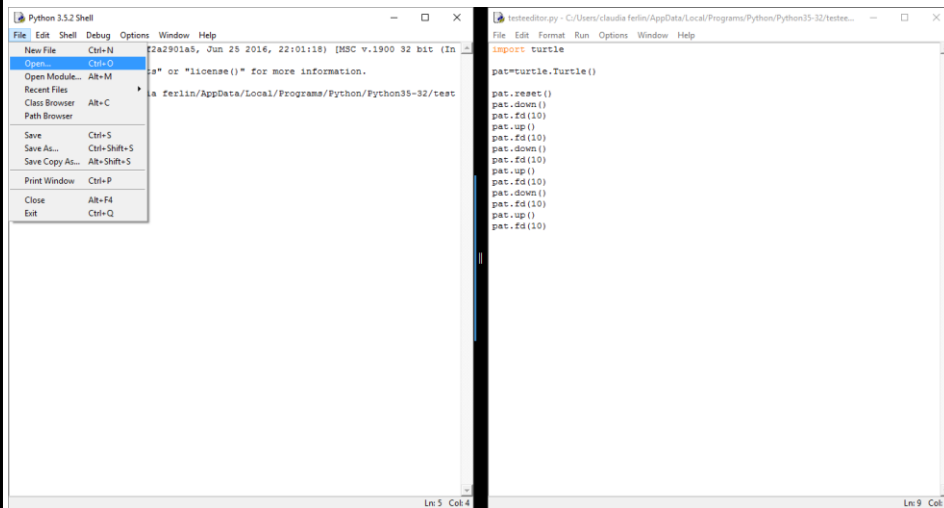 Python 3.5.2 Shell
File Edit Shell Debug Options Window Help
New File Ctrl+N
Open... Ctrl+O
Open Module... Alt+M
Recent Files
Class Browser Alt+C
Path Browser
Save Ctrl+S
Save As... Ctrl+Shift+S
Save Copy As... Alt+Shift+S
Print Window Ctrl+P
Close Alt+F4
Exit Ctrl+Q
f2a2901a5, Jun 25 2016, 22:01:18) [MSC v.1900 32 bit (In
ts" or "license()" for more information.
ia ferlin/AppData/Local/Programs/Python/Python35-32/test
Ln: 5 Col: 4
testeeditor.py - C:/Users/claudia ferlin/AppData/Local/Programs/Python/Python35-32/testee...
File Edit Format Run Options Window Help
import turtle
pat=turtle.Turtle()
pat.reset()
pat.down()
pat.fd(10)
pat.up()
pat.fd(10)
pat.down()
pat.fd(10)
pat.up()
pat.fd(10)
pat.down()
pat.fd(10)
pat.up()
pat.fd(10)
Ln: 9 Col: